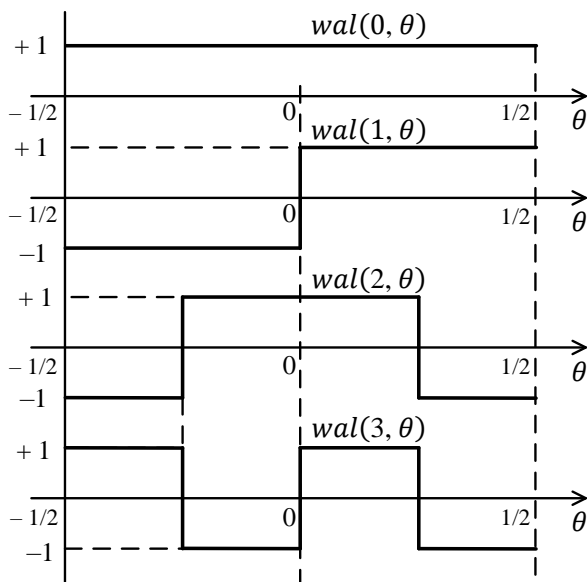 wal(0, θ)
+ 1
– 1/2 0 1/2 θ
wal(1, θ)
+ 1
– 1/2 0 1/2 θ
–1
wal(2, θ)
+ 1
– 1/2 0 1/2 θ
–1
wal(3, θ)
+ 1
– 1/2 0 1/2 θ
–1